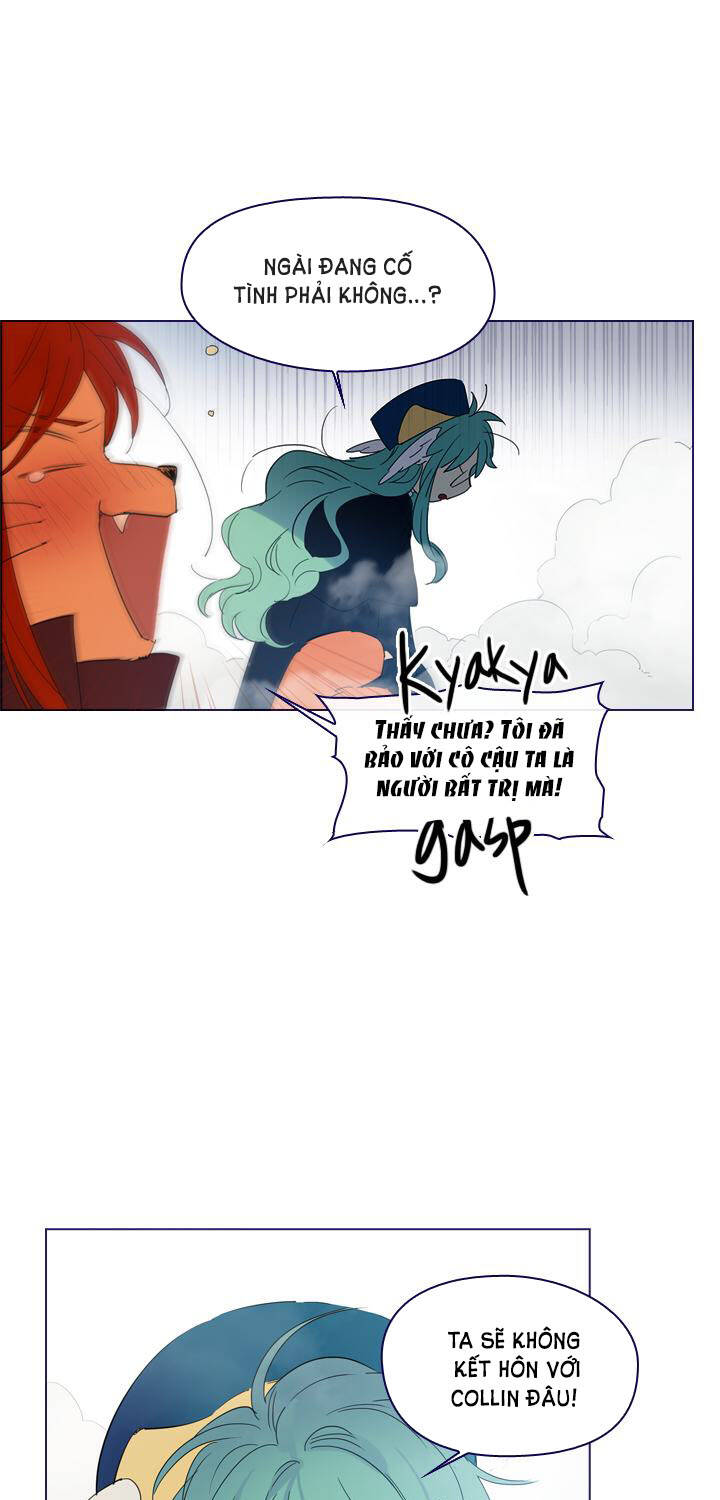 NGÀI ĐANG CỐ
TÌNH PHẢI KHÔNG...?
Kyakya
THẤY CHƯA? TÔI ĐÃ
BẢO VỚI CÔ CẬU TA LÀ
NGƯỜI BẤT TRỊ MÀ!
gasp
TA SẼ KHÔNG
KẾT HÔN VỚI
COLLIN ĐÂU!